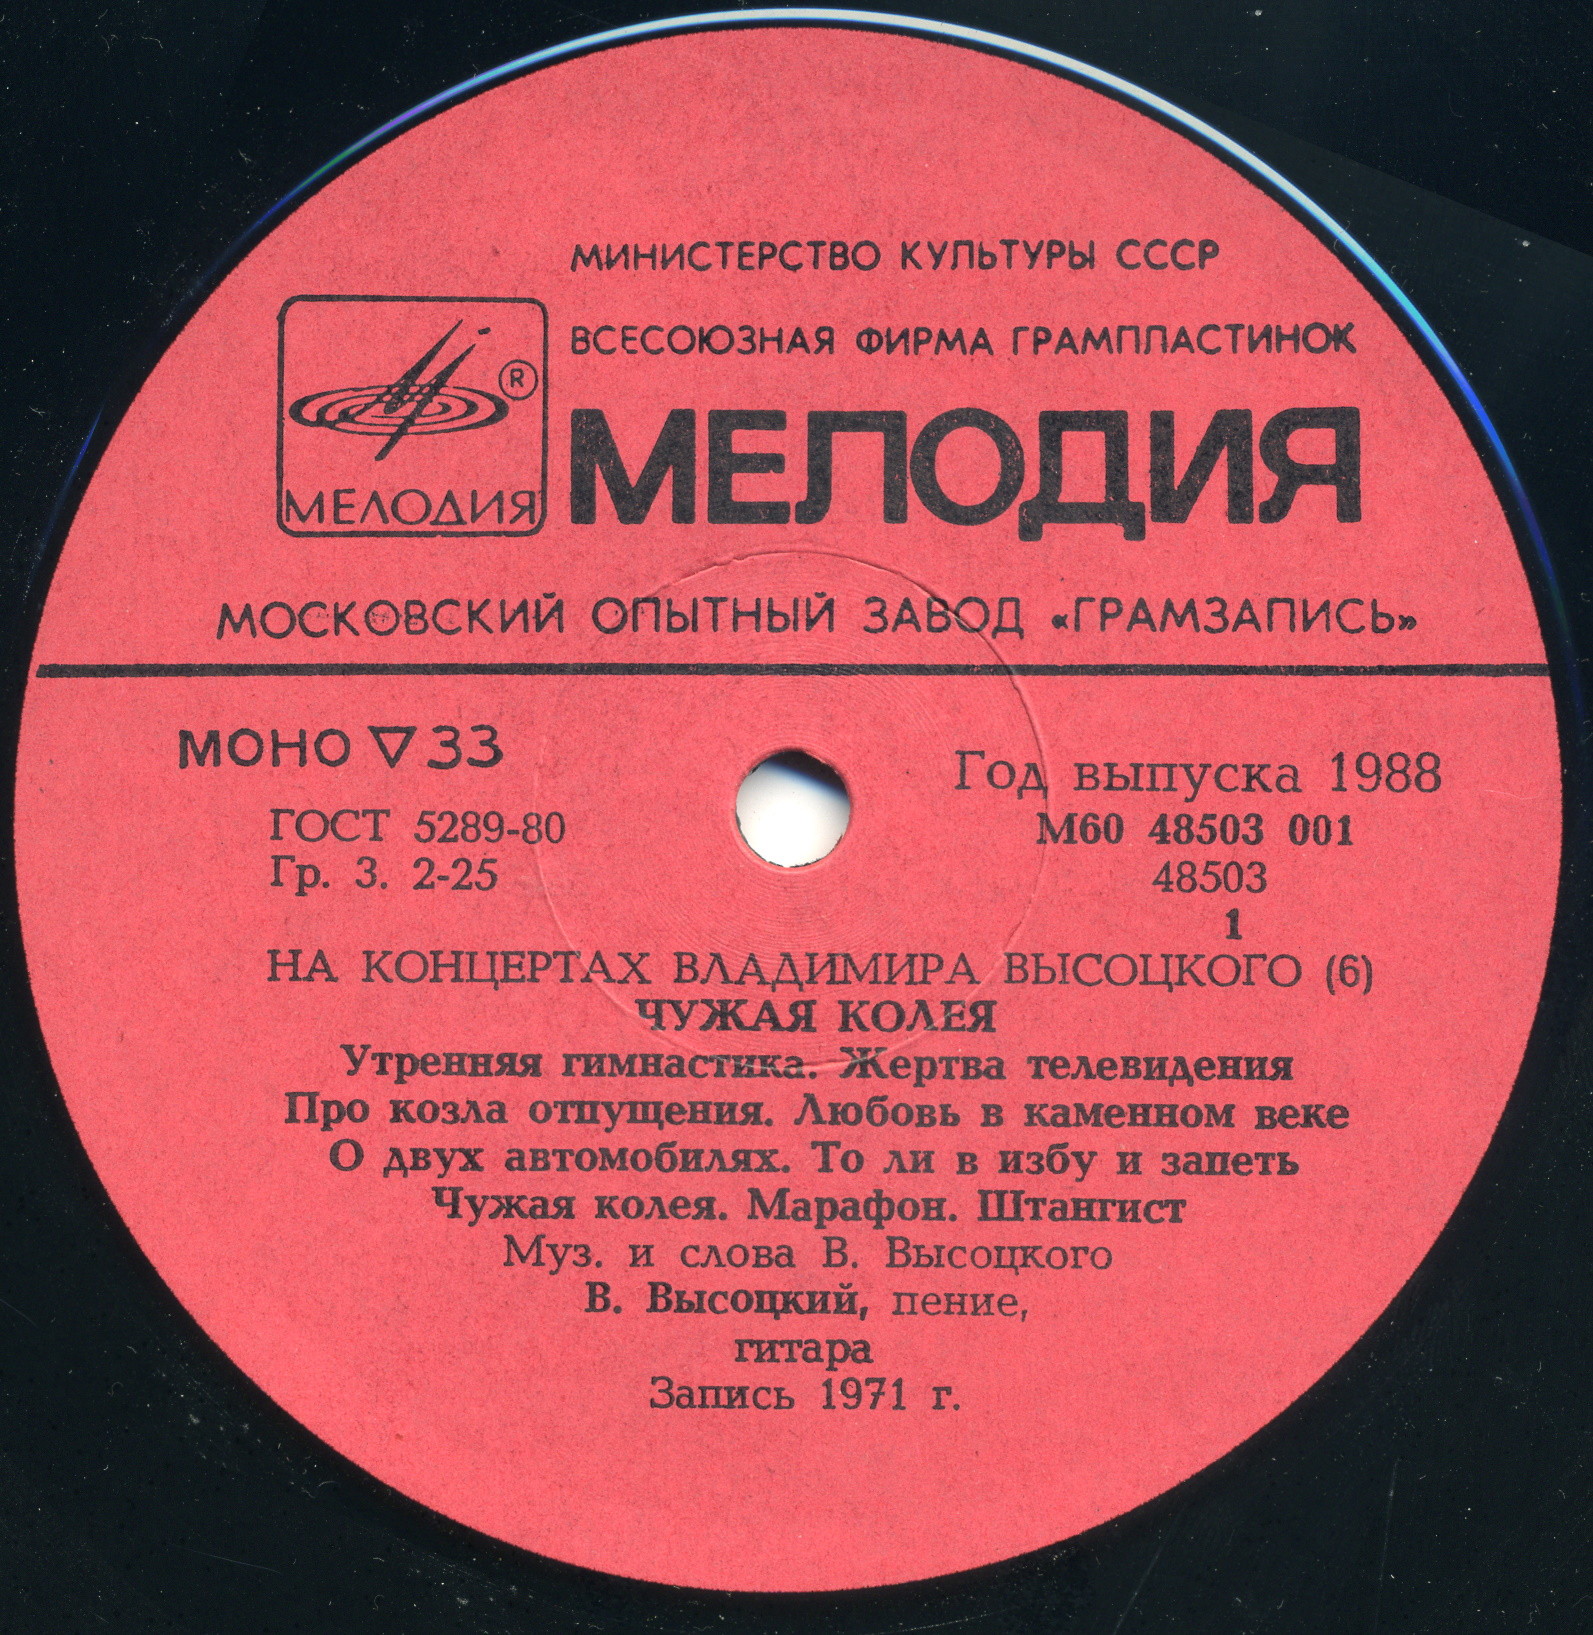 МИНИСТЕРСТВО КУЛЬТУРЫ СССР
ВСЕСОЮЗНАЯ ФИРМА ГРАМПЛАСТИНОК
®
МЕЛОДИЯ
МЕЛОДИЯ
МОСКОВСКИЙ ОПЫТНЫЙ ЗАВОД «ГРАМЗАПИСЬ»
МОНО ▽ 33
Год выпуска 1988
ГОСТ 5289-80
М60 48503 001
Гр. 3. 2-25
48503
1
НА КОНЦЕРТАХ ВЛАДИМИРА ВЫСОЦКОГО (6)
ЧУЖАЯ КОЛЕЯ
Утренняя гимнастика. Жертва телевидения
Про козла отпущения. Любовь в каменном веке
О двух автомобилях. То ли в избу и запеть
Чужая колея. Марафон. Штангист
Муз. и слова В. Высоцкого
В. Высоцкий, пение,
гитара
Запись 1971 г.